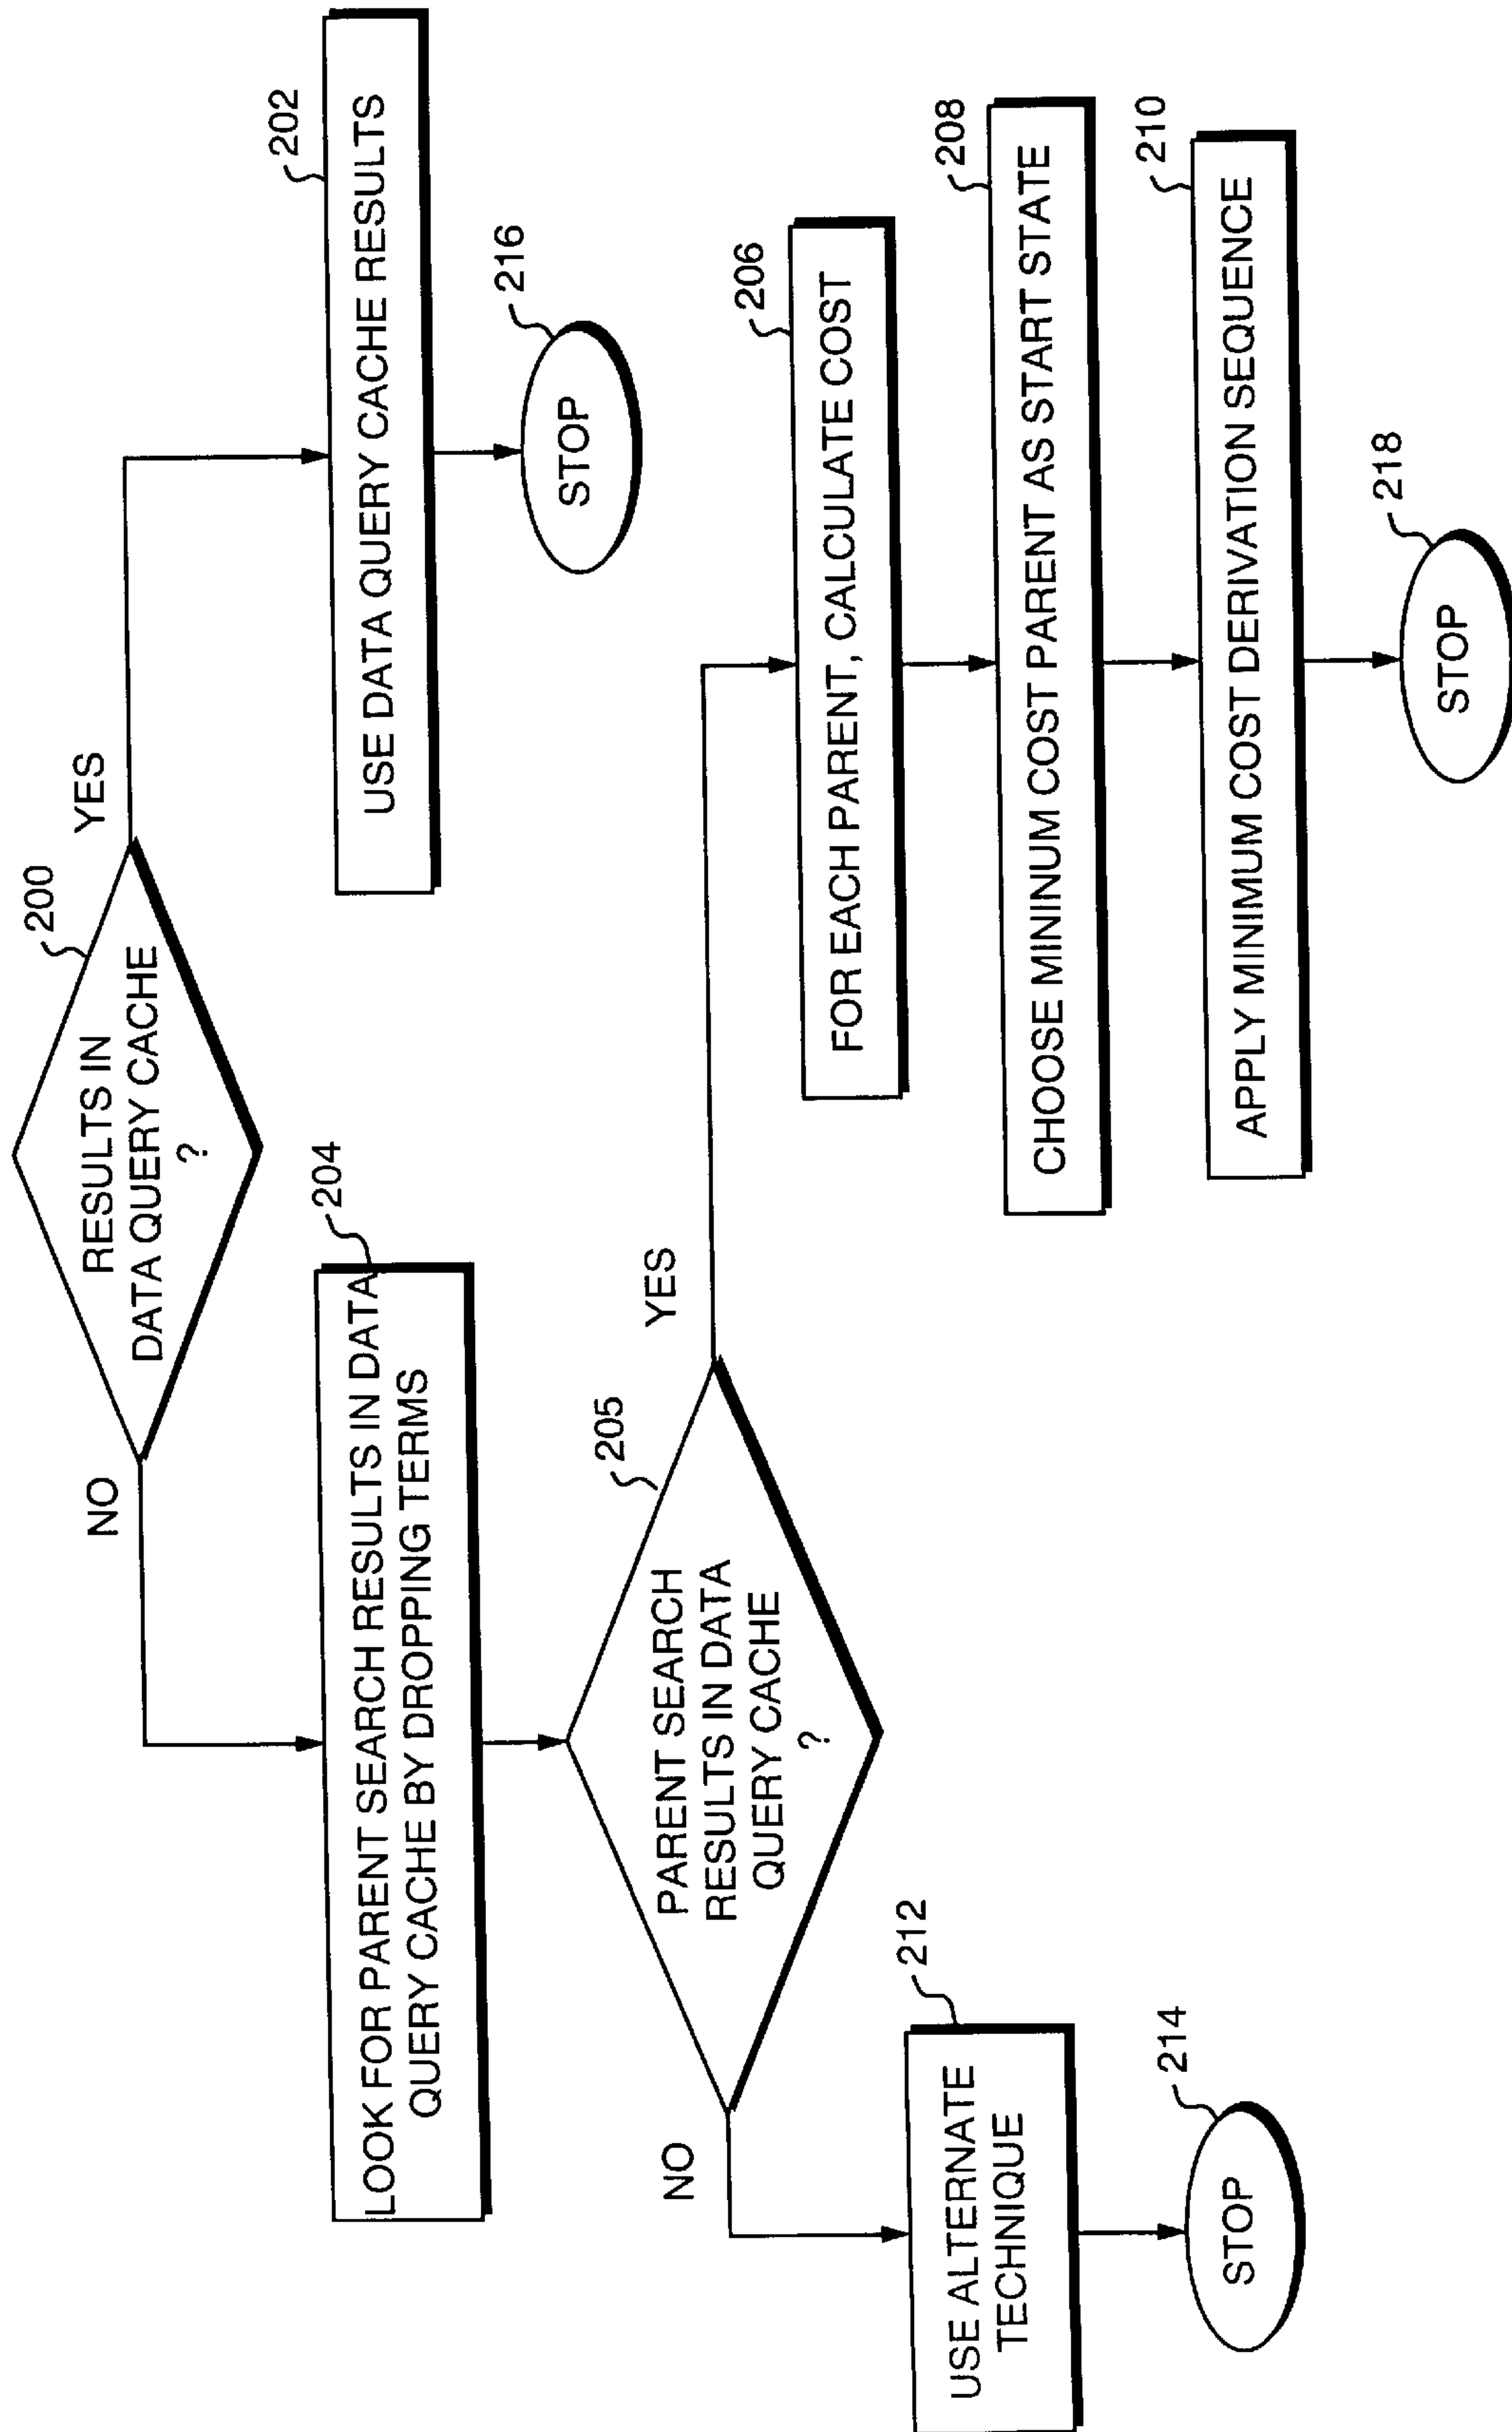 200
RESULTS IN
DATA QUERY CACHE
?
YES
NO
202
USE DATA QUERY CACHE RESULTS
216
STOP
204
LOOK FOR PARENT SEARCH RESULTS IN DATA
QUERY CACHE BY DROPPING TERMS
205
PARENT SEARCH
RESULTS IN DATA
QUERY CACHE
?
YES
NO
206
FOR EACH PARENT, CALCULATE COST
208
CHOOSE MININUM COST PARENT AS START STATE
210
APPLY MINIMUM COST DERIVATION SEQUENCE
218
STOP
212
USE ALTERNATE
TECHNIQUE
214
STOP